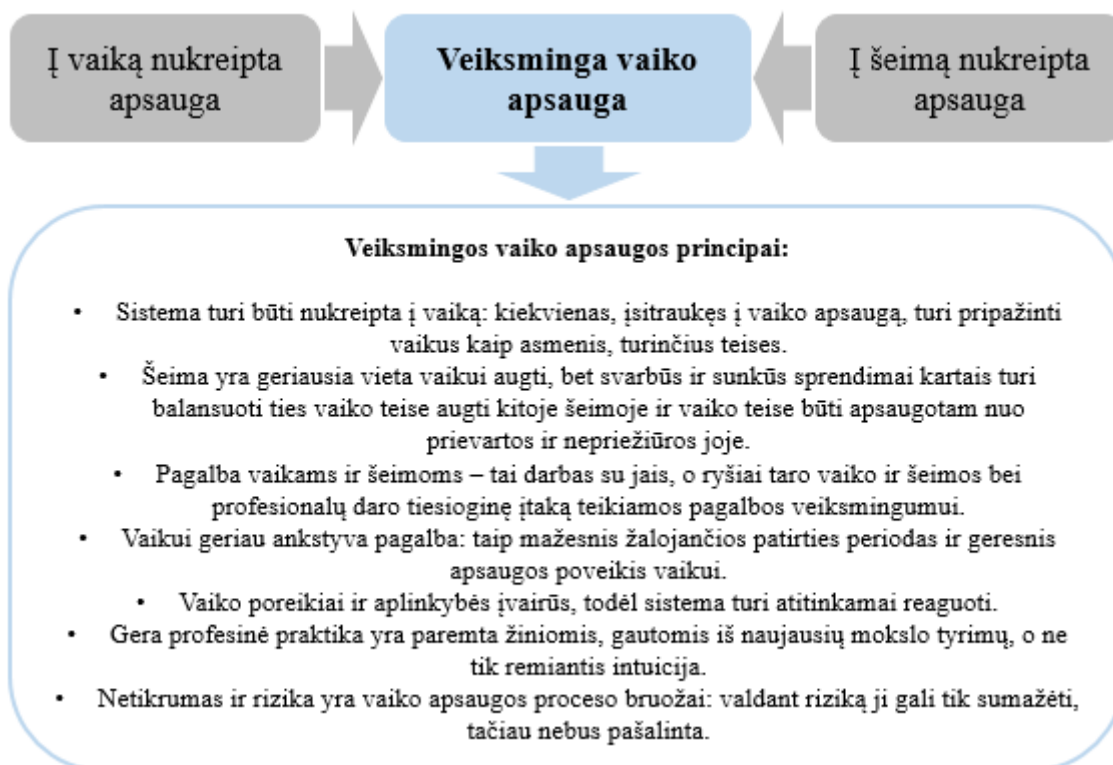 Į vaiką nukreipta
apsauga
Veiksminga vaiko
apsauga
Į šeimą nukreipta
apsauga
Veiksmingos vaiko apsaugos principai:
• Sistema turi būti nukreipta į vaiką: kiekvienas, įsitraukęs į vaiko apsaugą, turi pripažinti
vaikus kaip asmenis, turinčius teises.
• Šeima yra geriausia vieta vaikui augti, bet svarbūs ir sunkūs sprendimai kartais turi
balansuoti ties vaiko teise augti kitoje šeimoje ir vaiko teise būti apsaugotam nuo
prievartos ir nepriežiūros joje.
• Pagalba vaikams ir šeimoms – tai darbas su jais, o ryšiai taro vaiko ir šeimos bei
profesionalų daro tiesioginę įtaką teikiamos pagalbos veiksmingumui.
• Vaikui geriau ankstyva pagalba: taip mažesnis žalojančios patirties periodas ir geresnis
apsaugos poveikis vaikui.
• Vaiko poreikiai ir aplinkybės įvairūs, todėl sistema turi atitinkamai reaguoti.
• Gera profesinė praktika yra paremta žiniomis, gautomis iš naujausių mokslo tyrimų, o ne
tik remiantis intuicija.
• Netikrumas ir rizika yra vaiko apsaugos proceso bruožai: valdant riziką ji gali tik sumažėti,
tačiau nebus pašalinta.